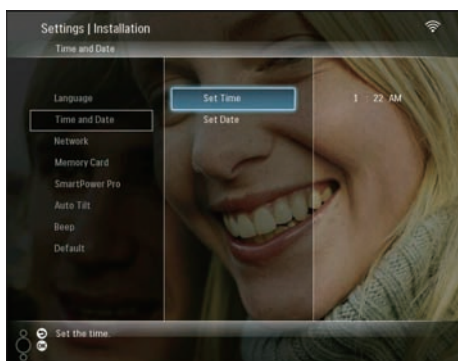 Settings | Installation
Time and Date
Language
Time and Date
Network
Memory Card
SmartPower Pro
Auto Tilt
Beep
Default
Set Time
Set Date
1 : 22 AM
Set the time.
OK